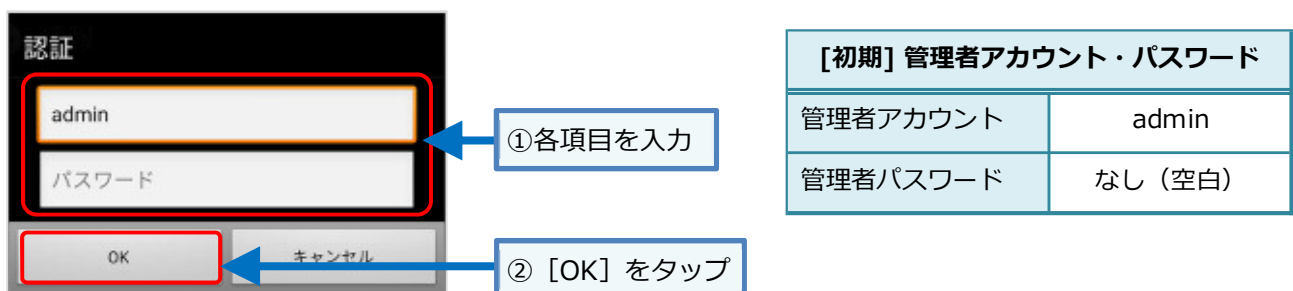 認証
admin
パスワード
OK
キャンセル
①各項目を入力
②［OK］をタップ
[初期] 管理者アカウント・パスワード
管理者アカウント admin
管理者パスワード なし（空白）